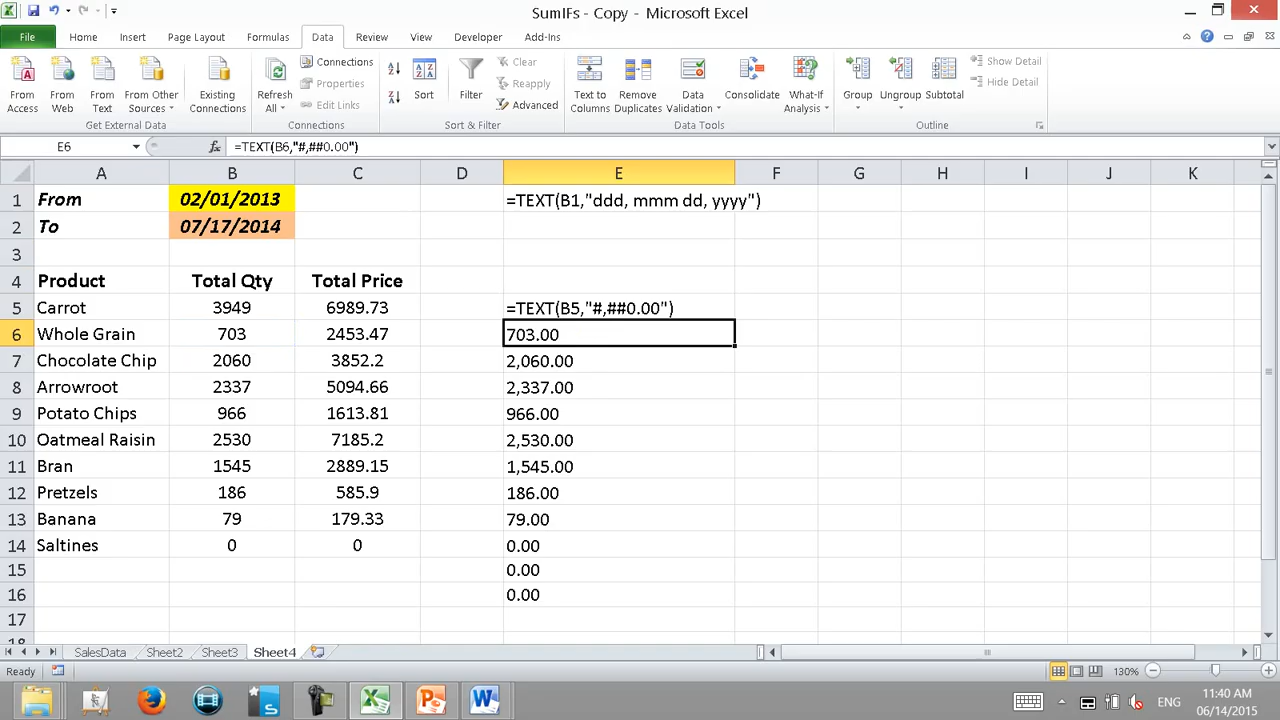 SumIFs - Copy - Microsoft Excel
File Home Insert Page Layout Formulas Data Review View Developer Add-Ins
From Access
From Web
From Text
From Other Sources
Existing Connections
Refresh All
Connections
Properties
Edit Links
Sort
Filter
Clear
Reapply
Advanced
Text to Columns
Remove Duplicates
Data Validation
Consolidate
What-If Analysis
Group
Ungroup
Subtotal
Show Detail
Hide Detail
Get External Data Connections Sort & Filter Data Tools Outline
E6 fx =TEXT(B6,"#,##0.00")
A B C D E F G H I J K
1 From 02/01/2013 =TEXT(B1,"ddd, mmm dd, yyyy")
2 To 07/17/2014
3
4 Product Total Qty Total Price
5 Carrot 3949 6989.73 =TEXT(B5,"#,##0.00")
6 Whole Grain 703 2453.47 703.00
7 Chocolate Chip 2060 3852.2 2,060.00
8 Arrowroot 2337 5094.66 2,337.00
9 Potato Chips 966 1613.81 966.00
10 Oatmeal Raisin 2530 7185.2 2,530.00
11 Bran 1545 2889.15 1,545.00
12 Pretzels 186 585.9 186.00
13 Banana 79 179.33 79.00
14 Saltines 0 0 0.00
15 0.00
16 0.00
17
18
SalesData Sheet2 Sheet3 Sheet4
Ready 130%
ENG 11:40 AM
06/14/2015